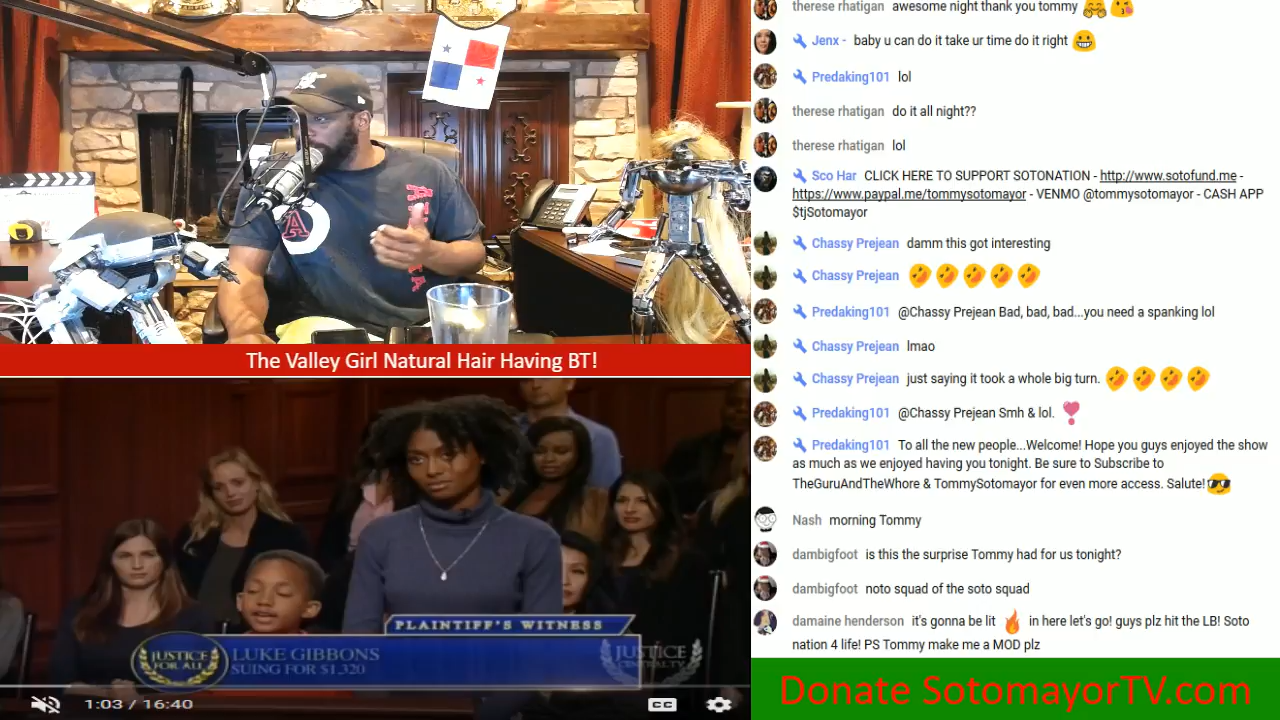 The Valley Girl Natural Hair Having BT!
PLAINTIFF'S WITNESS
JUSTICE
FOR ALL
LUKE GIBBONS
SUING FOR $1,320
JUSTICE
CENTRAL.TV
1:03 / 16:40
CC
therese rhatigan awesome night thank you tommy
Jenx - baby u can do it take ur time do it right
Predaking101 lol
therese rhatigan do it all night??
therese rhatigan lol
Sco Har CLICK HERE TO SUPPORT SOTONATION - http://www.sotofund.me -
https://www.paypal.me/tommysotomayor - VENMO @tommysotomayor - CASH APP
$tjSotomayor
Chassy Prejean damm this got interesting
Chassy Prejean
Predaking101 @Chassy Prejean Bad, bad, bad...you need a spanking lol
Chassy Prejean lmao
Chassy Prejean just saying it took a whole big turn.
Predaking101 @Chassy Prejean Smh & lol.
Predaking101 To all the new people...Welcome! Hope you guys enjoyed the show
as much as we enjoyed having you tonight. Be sure to Subscribe to
TheGuruAndTheWhore & TommySotomayor for even more access. Salute!
Nash morning Tommy
dambigfoot is this the surprise Tommy had for us tonight?
dambigfoot noto squad of the soto squad
damaine henderson it's gonna be lit in here let's go! guys plz hit the LB! Soto
nation 4 life! PS Tommy make me a MOD plz
Donate SotomayorTV.com